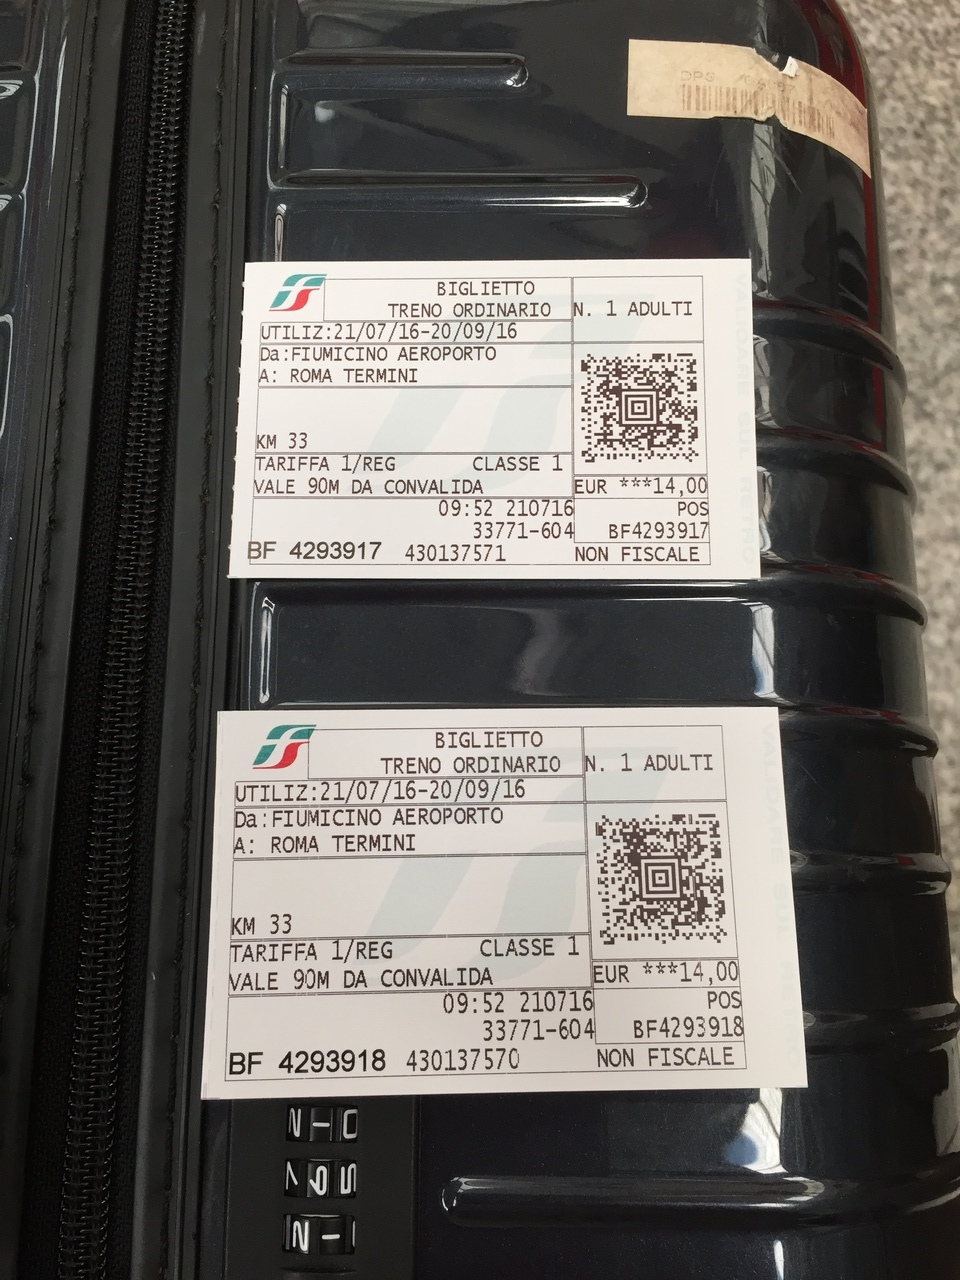 DPS
BIGLIETTO
TRENO ORDINARIO N. 1 ADULTI
UTILIZ:21/07/16-20/09/16
Da:FIUMICINO AEROPORTO
A: ROMA TERMINI
KM 33
TARIFFA 1/REG CLASSE 1
VALE 90M DA CONVALIDA EUR ***14,00
09:52 210716 POS
33771-604 BF4293917
BF 4293917 430137571 NON FISCALE
BIGLIETTO
TRENO ORDINARIO N. 1 ADULTI
UTILIZ:21/07/16-20/09/16
Da:FIUMICINO AEROPORTO
A: ROMA TERMINI
KM 33
TARIFFA 1/REG CLASSE 1
VALE 90M DA CONVALIDA EUR ***14,00
09:52 210716 POS
33771-604 BF4293918
BF 4293918 430137570 NON FISCALE